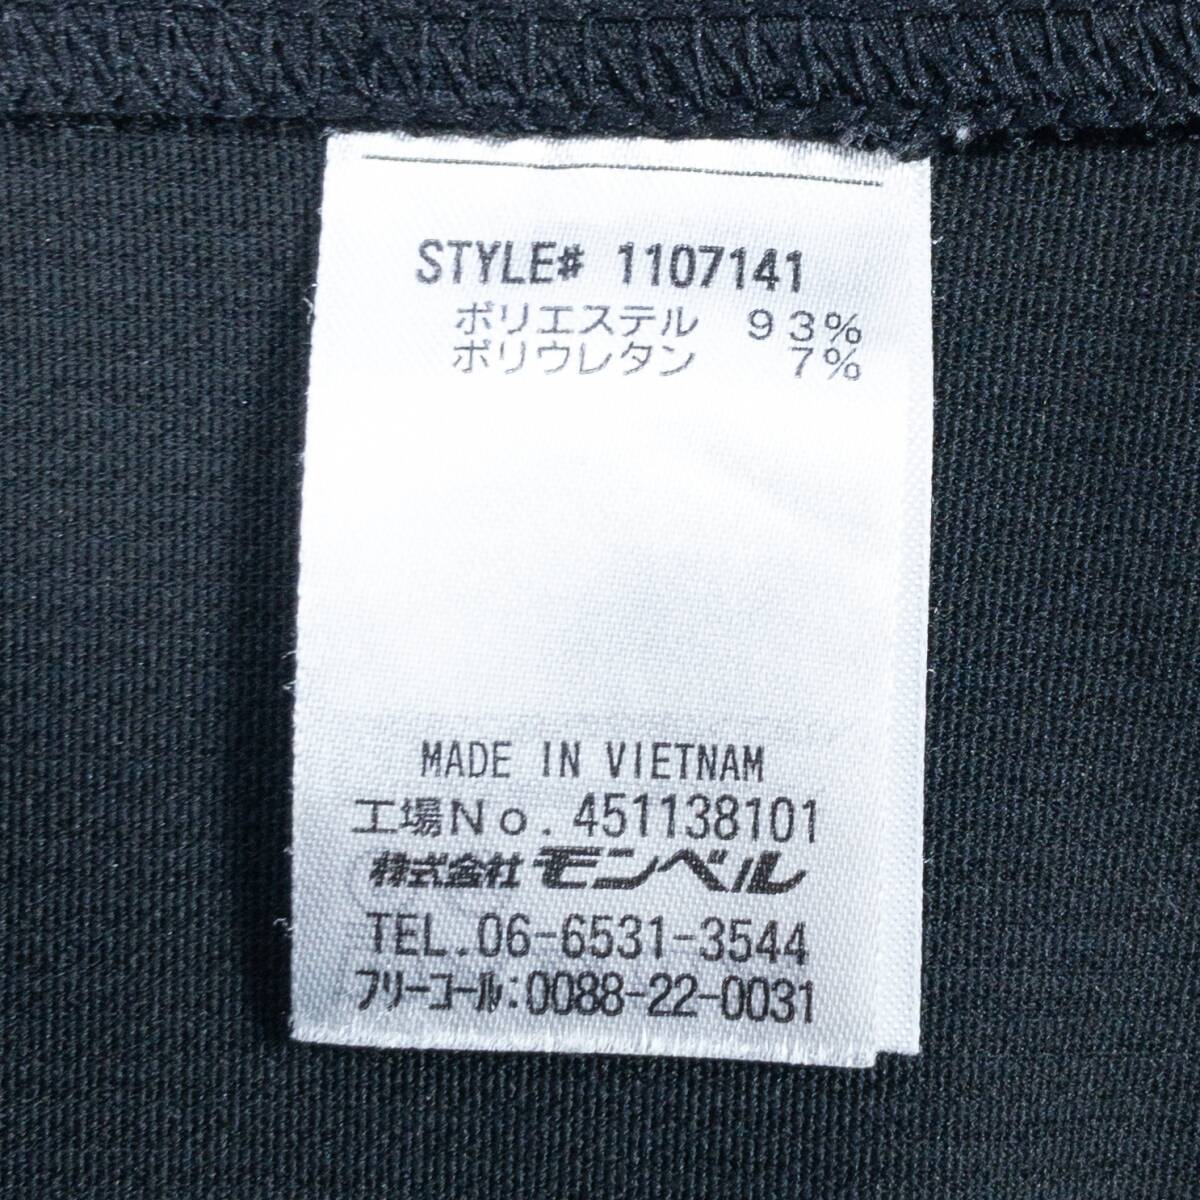 STYLE# 1107141
ポリエステル 93%
ポリウレタン 7%
MADE IN VIETNAM
工場No. 451138101
株式会社モンベル
TEL.06-6531-3544
フリーコール:0088-22-0031